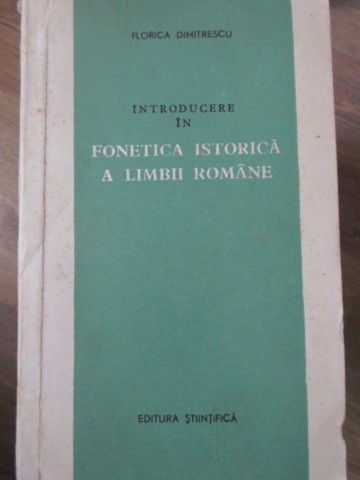 FLORICA DIMITRESCU
INTRODUCERE
ÎN
FONETICA ISTORICĂ
A LIMBII ROMÂNE
EDITURA ȘTIINȚIFICĂ